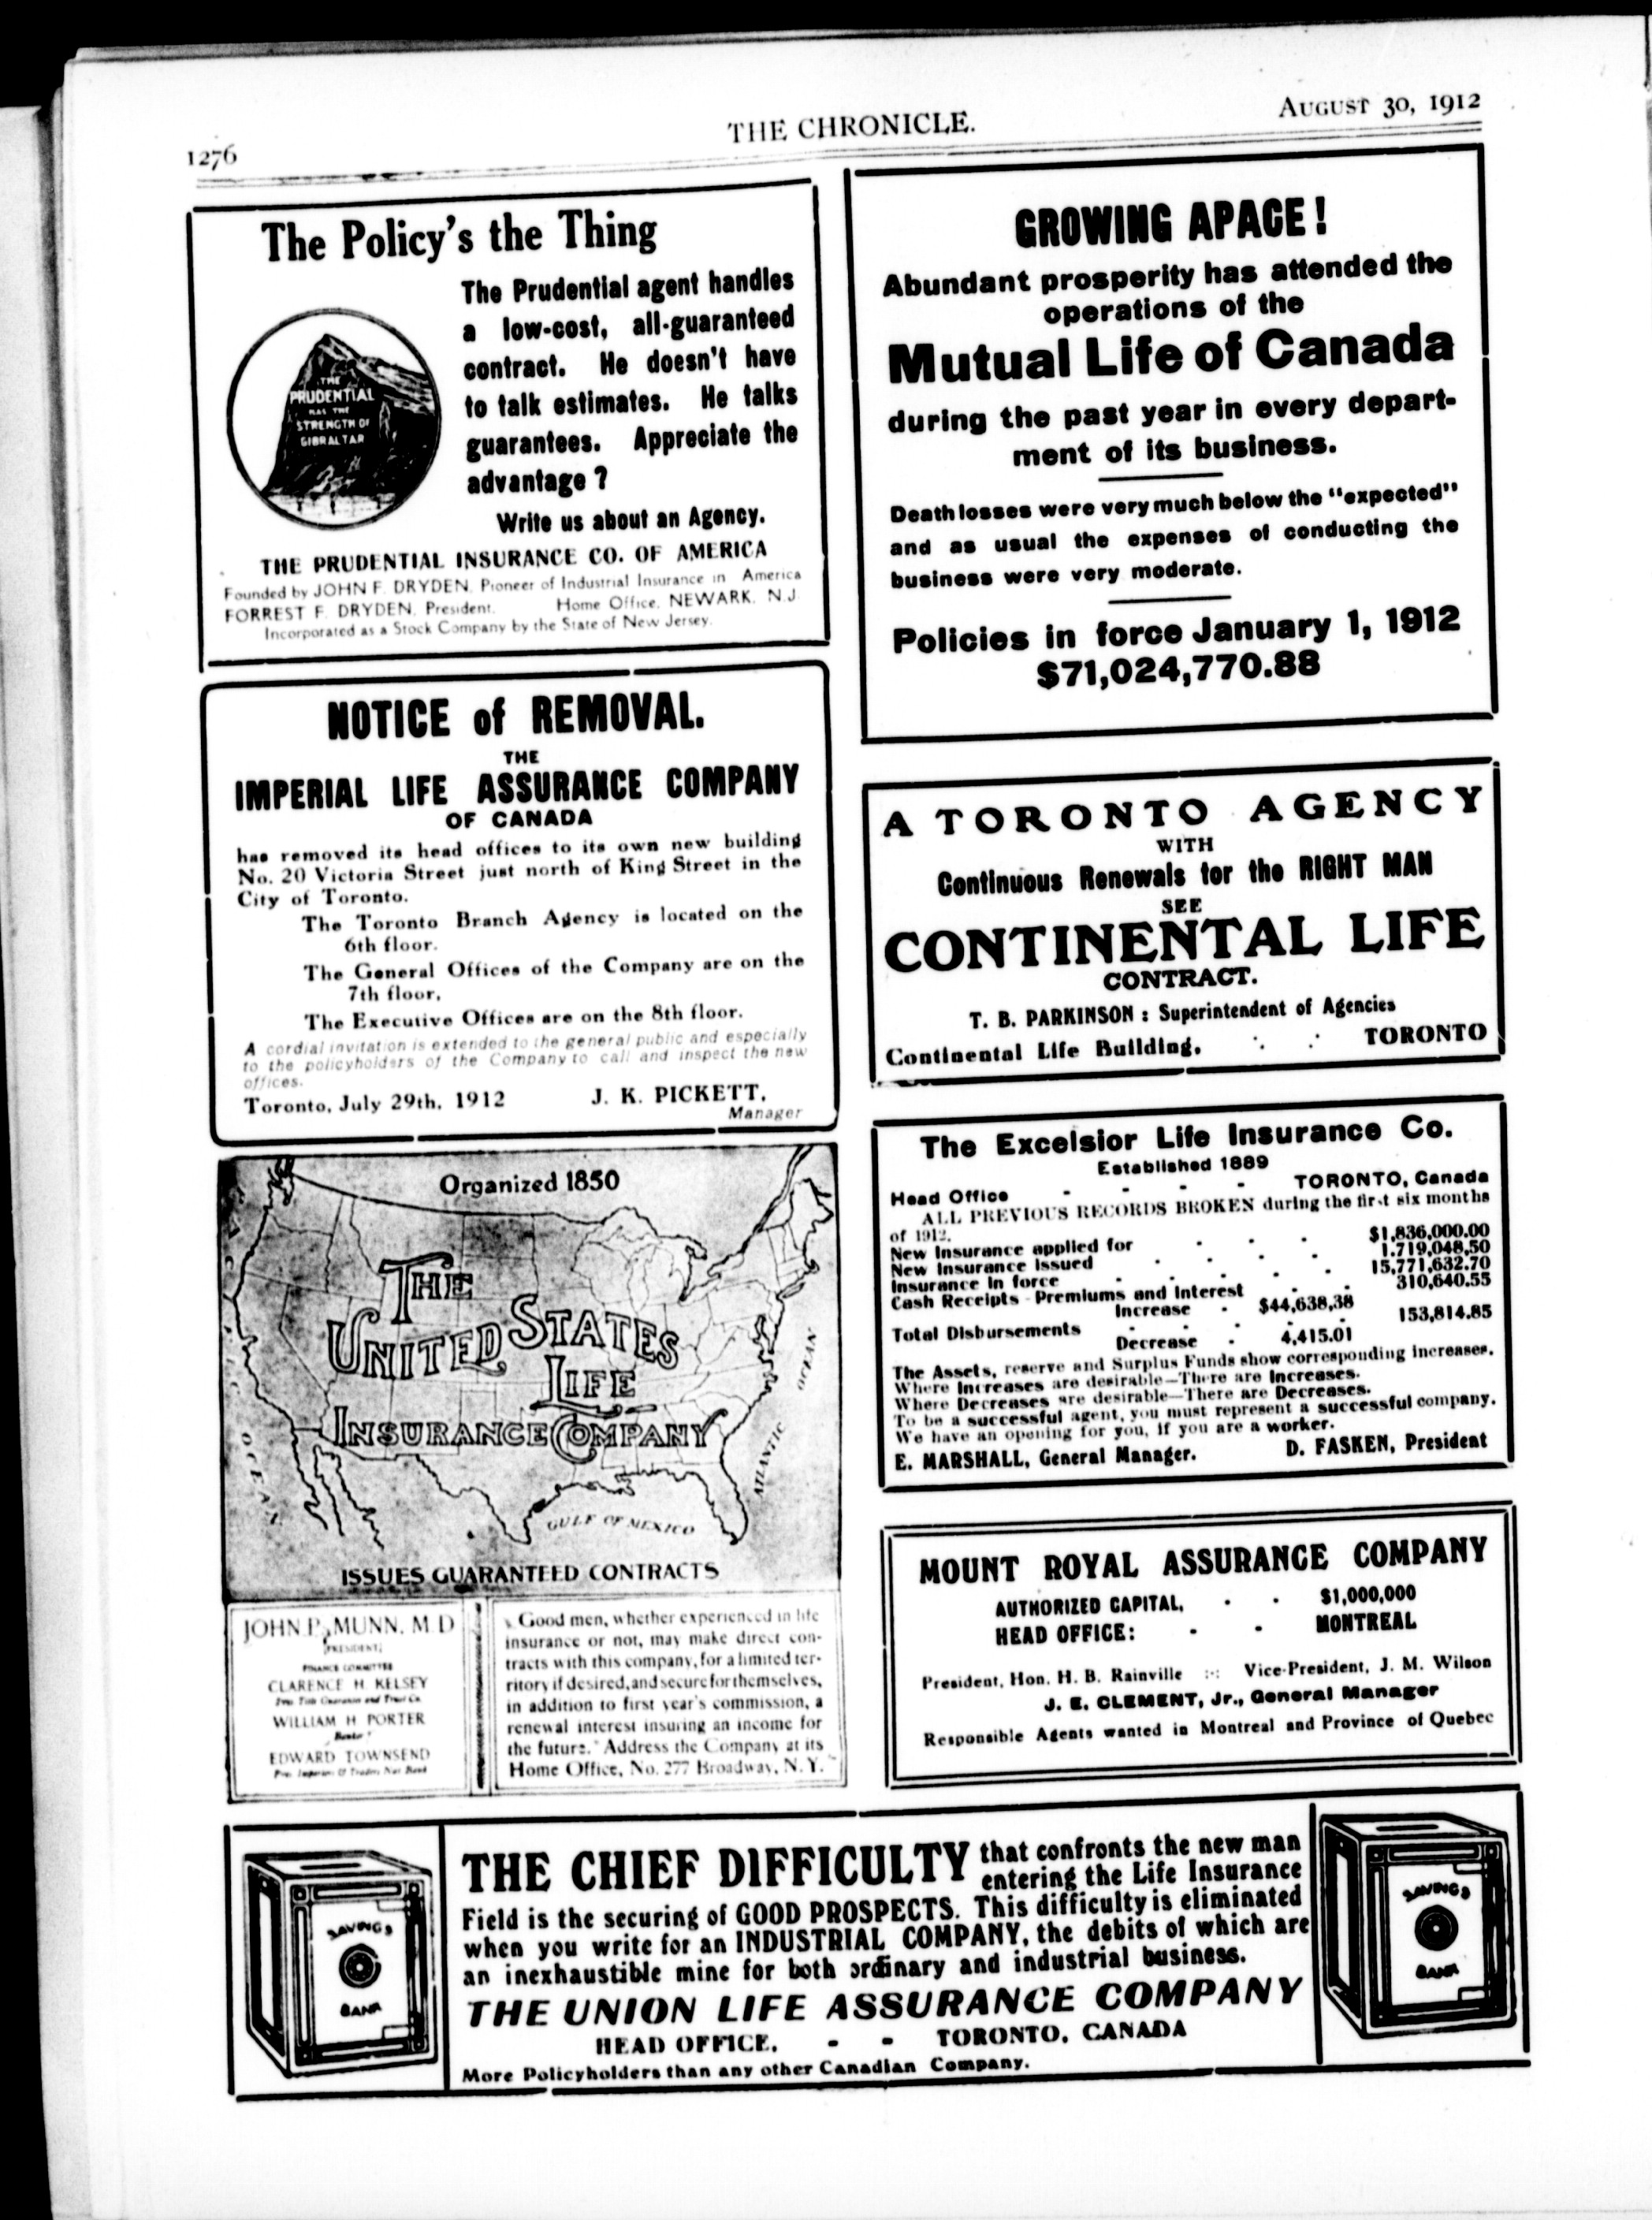 1276
THE CHRONICLE.
AUGUST 30, 1912
The Policy's the Thing
The Prudential agent handles
a low-cost, all-guaranteed
contract. He doesn't have
to talk estimates. He talks
guarantees. Appreciate the
advantage ?
Write us about an Agency.
THE
PRUDENTIAL
HAS THE
STRENGTH OF
GIBRALTAR
THE PRUDENTIAL INSURANCE CO. OF AMERICA
Founded by JOHN F. DRYDEN, Pioneer of Industrial Insurance in America
FORREST F. DRYDEN, President. Home Office, NEWARK, N.J.
Incorporated as a Stock Company by the State of New Jersey.
NOTICE of REMOVAL.
THE
IMPERIAL LIFE ASSURANCE COMPANY
OF CANADA
has removed its head offices to its own new building
No. 20 Victoria Street just north of King Street in the
City of Toronto.
The Toronto Branch Agency is located on the
6th floor.
The General Offices of the Company are on the
7th floor,
The Executive Offices are on the 8th floor.
A cordial invitation is extended to the general public and especially
to the policyholders of the Company to call and inspect the new
offices.
Toronto, July 29th, 1912 J. K. PICKETT,
Manager
Organized 1850
THE
UNITED STATES
LIFE
INSURANCE COMPANY
OCEAN
ATLANTIC
OCEAN
GULF OF MEXICO
ISSUES GUARANTEED CONTRACTS
JOHN P. MUNN, M D
PRESIDENT
FINANCE COMMITTEE
CLARENCE H. KELSEY
Pres. Title Guarantee and Trust Co.
WILLIAM H. PORTER
Banker
EDWARD TOWNSEND
Pres. Importers & Traders Nat. Bank
Good men, whether experienced in life
insurance or not, may make direct con-
tracts with this company, for a limited ter-
ritory if desired, and secure for themselves,
in addition to first year's commission, a
renewal interest insuring an income for
the future. Address the Company at its
Home Office, No. 277 Broadway, N. Y.
GROWING APACE!
Abundant prosperity has attended the
operations of the
Mutual Life of Canada
during the past year in every depart-
ment of its business.
Death losses were very much below the "expected"
and as usual the expenses of conducting the
business were very moderate.
Policies in force January 1, 1912
$71,024,770.88
A TORONTO AGENCY
WITH
Continuous Renewals for the RIGHT MAN
SEE
CONTINENTAL LIFE
CONTRACT.
T. B. PARKINSON : Superintendent of Agencies
Continental Life Building, TORONTO
The Excelsior Life Insurance Co.
Established 1889
Head Office - - - - TORONTO, Canada
ALL PREVIOUS RECORDS BROKEN during the first six months
of 1912.
New Insurance applied for $1,836,000.00
New Insurance Issued 1,719,048,50
Insurance In force 15,771,632.70
Cash Receipts - Premiums and Interest 310,640.55
Increase - $44,638,38
Total Disbursements 153,814.85
Decrease - 4,415.01
The Assets, reserve and Surplus Funds show corresponding Increases.
Where Increases are desirable—There are Increases.
Where Decreases are desirable—There are Decreases.
To be a successful agent, you must represent a successful company.
We have an opening for you, if you are a worker.
E. MARSHALL, General Manager. D. FASKEN, President
MOUNT ROYAL ASSURANCE COMPANY
AUTHORIZED CAPITAL, - - $1,000,000
HEAD OFFICE: - - MONTREAL
President, Hon. H. B. Rainville :-: Vice-President, J. M. Wilson
J. E. CLEMENT, Jr., General Manager
Responsible Agents wanted in Montreal and Province of Quebec
SAVINGS
BANK
THE CHIEF DIFFICULTY that confronts the new man
entering the Life Insurance
Field is the securing of GOOD PROSPECTS. This difficulty is eliminated
when you write for an INDUSTRIAL COMPANY, the debits of which are
an inexhaustible mine for both ordinary and industrial business.
THE UNION LIFE ASSURANCE COMPANY
HEAD OFFICE, - - TORONTO, CANADA
More Policyholders than any other Canadian Company.
SAVINGS
BANK